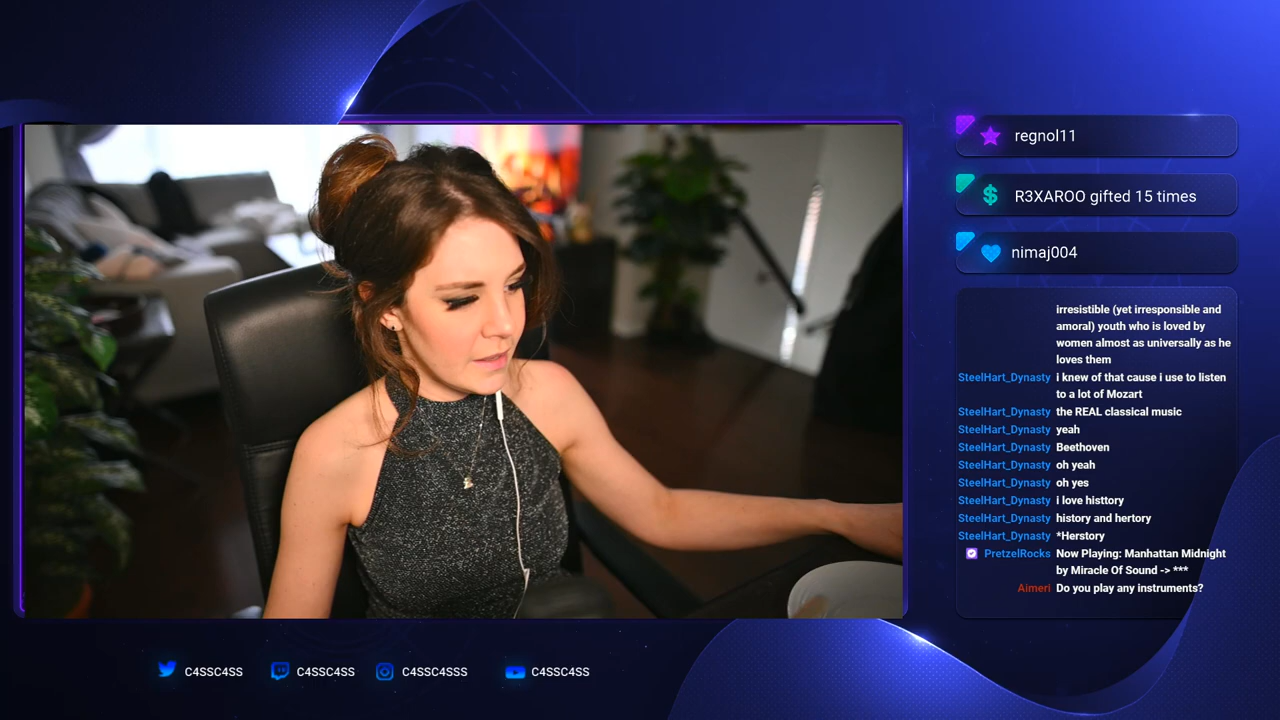 regnol11
R3XAROO gifted 15 times
nimaj004
irresistible (yet irresponsible and
amoral) youth who is loved by
women almost as universally as he
loves them
SteelHart_Dynasty i knew of that cause i use to listen
to a lot of Mozart
SteelHart_Dynasty the REAL classical music
SteelHart_Dynasty yeah
SteelHart_Dynasty Beethoven
SteelHart_Dynasty oh yeah
SteelHart_Dynasty oh yes
SteelHart_Dynasty i love histtory
SteelHart_Dynasty history and hertory
SteelHart_Dynasty *Herstory
PretzelRocks Now Playing: Manhattan Midnight
by Miracle Of Sound -> ***
Aimeri Do you play any instruments?
C4SSC4SS C4SSC4SS C4SSC4SSS C4SSC4SS